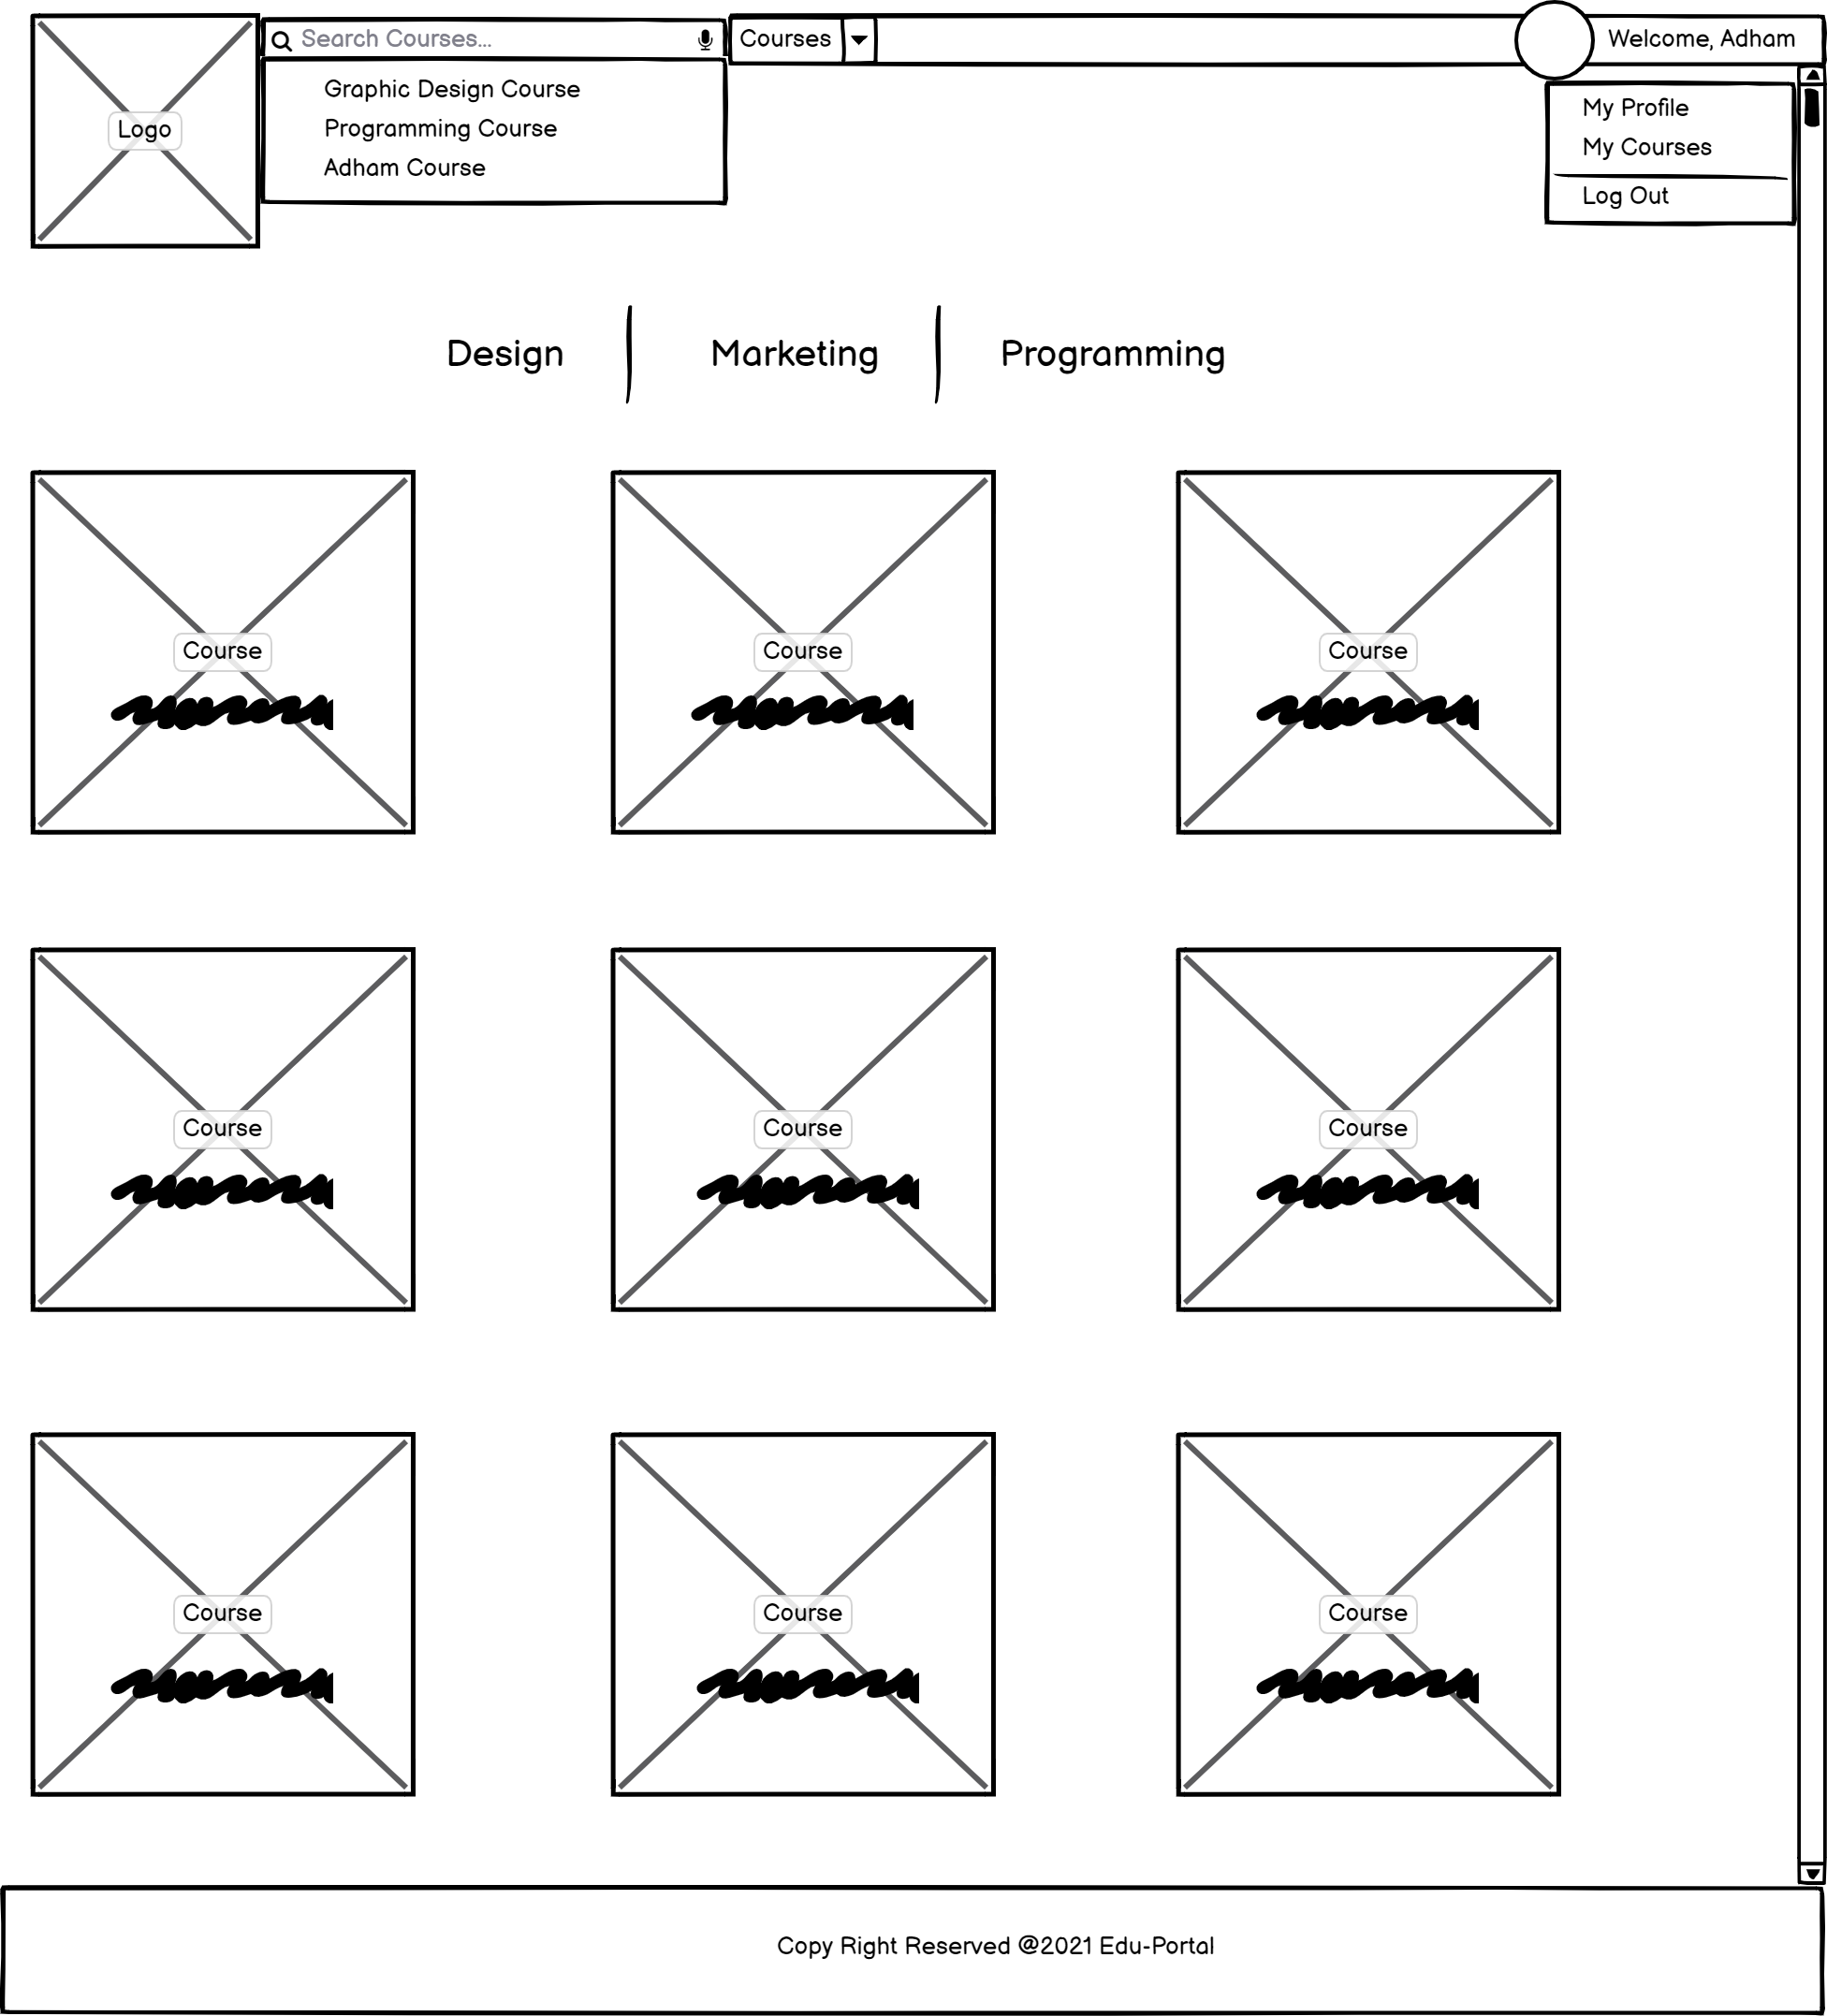 Search Courses...
Courses
Welcome, Adham
Graphic Design Course
Programming Course
Adham Course
Logo
My Profile
My Courses
Log Out
Design
Marketing
Programming
Course
Course
Course
Course
Course
Course
Course
Course
Course
Copy Right Reserved @2021 Edu-Portal